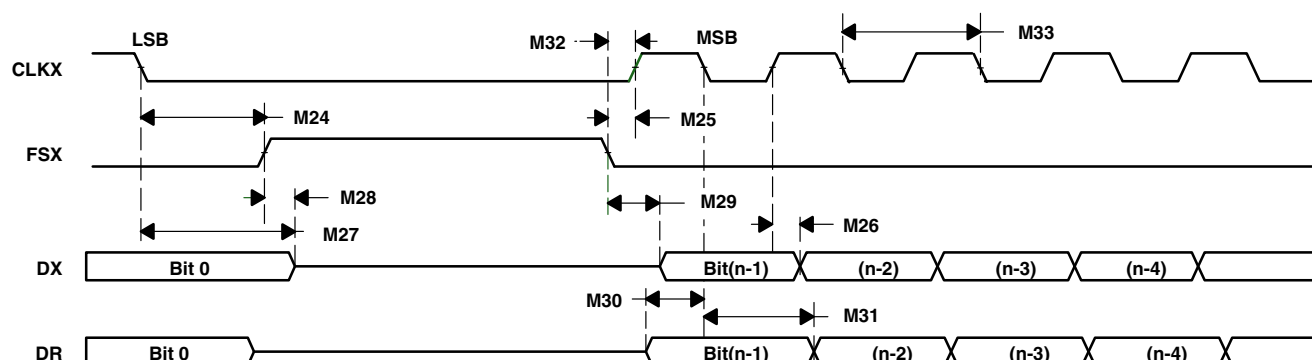 LSB
M32
MSB
M33
CLKX
M24
M25
FSX
M28
M29
M27
M26
DX
Bit 0
Bit(n-1)
(n-2)
(n-3)
(n-4)
M30
M31
DR
Bit 0
Bit(n-1)
(n-2)
(n-3)
(n-4)